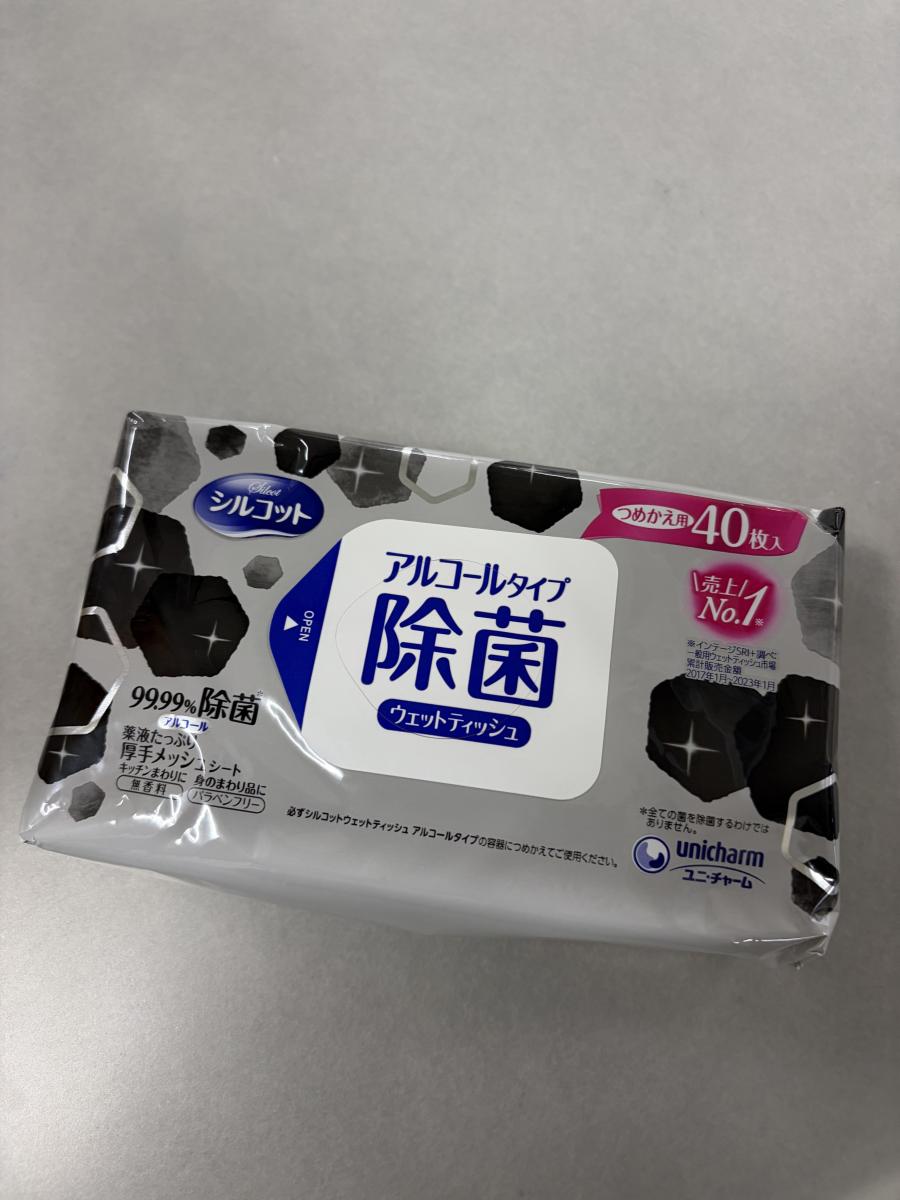 Silcot
シルコット
つめかえ用 40枚入
売上
No.1※
※インテージSRI+調べ
一般用ウェットティッシュ市場
累計販売金額
2017年1月~2023年1月
OPEN
アルコールタイプ
除菌
ウェットティッシュ
99.99%除菌※
アルコール
薬液たっぷり
厚手メッシュシート
キッチンまわりに 身のまわり品に
無香料 パラベンフリー
必ずシルコットウェットティッシュ アルコールタイプの容器につめかえてご使用ください。
※全ての菌を除菌するわけでは
ありません。
unicharm
ユニ・チャーム